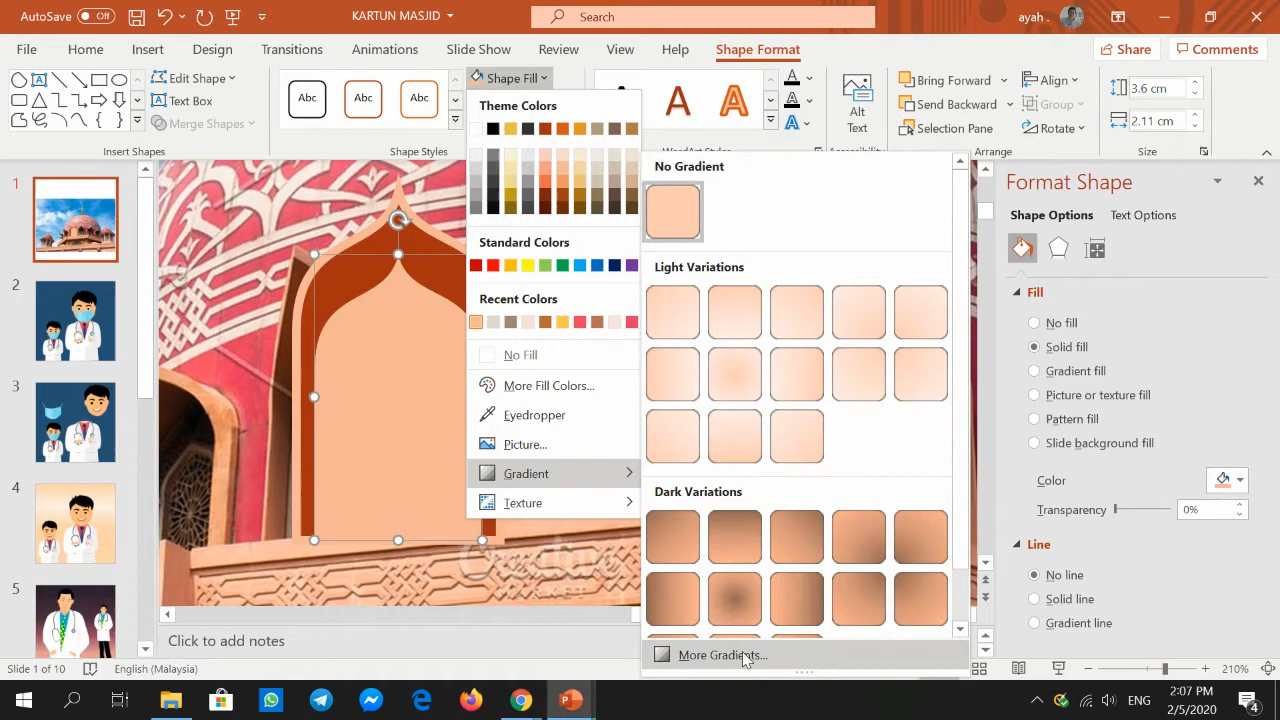 AutoSave Off
KARTUN MASJID
Search
ayah .
File Home Insert Design Transitions Animations Slide Show Review View Help Shape Format
Share
Comments
Edit Shape
Text Box
Merge Shapes
Insert Shapes
Abc Abc Abc
Shape Styles
Shape Fill
A A
Alt
Text
Bring Forward
Send Backward
Selection Pane
Align
Group
Rotate
Arrange
3.6 cm
2.11 cm
Size
Theme Colors
Standard Colors
Recent Colors
No Fill
More Fill Colors...
Eyedropper
Picture...
Gradient
Texture
No Gradient
Light Variations
Dark Variations
More Gradients...
Format Shape
Shape Options Text Options
Fill
No fill
Solid fill
Gradient fill
Picture or texture fill
Pattern fill
Slide background fill
Color
Transparency 0%
Line
No line
Solid line
Gradient line
1
2
3
4
5
Creative
MEDIA
Click to add notes
Slide 1 of 10
English (Malaysia)
210%
ENG
2:07 PM
2/5/2020
4